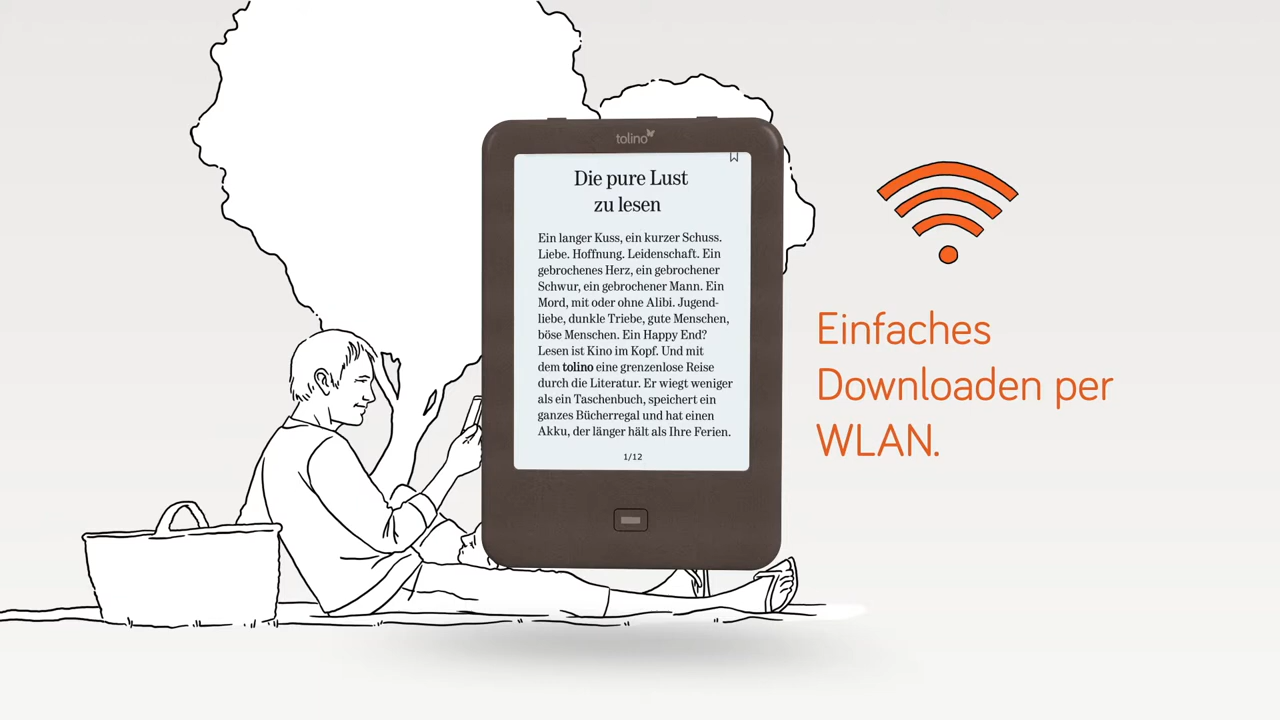 tolino
Die pure Lust
zu lesen
Ein langer Kuss, ein kurzer Schuss.
Liebe. Hoffnung. Leidenschaft. Ein
gebrochenes Herz, ein gebrochener
Schwur, ein gebrochener Mann. Ein
Mord, mit oder ohne Alibi. Jugend-
liebe, dunkle Triebe, gute Menschen,
böse Menschen. Ein Happy End?
Lesen ist Kino im Kopf. Und mit
dem tolino eine grenzenlose Reise
durch die Literatur. Er wiegt weniger
als ein Taschenbuch, speichert ein
ganzes Bücherregal und hat einen
Akku, der länger hält als Ihre Ferien.
1/12
Einfaches
Downloaden per
WLAN.